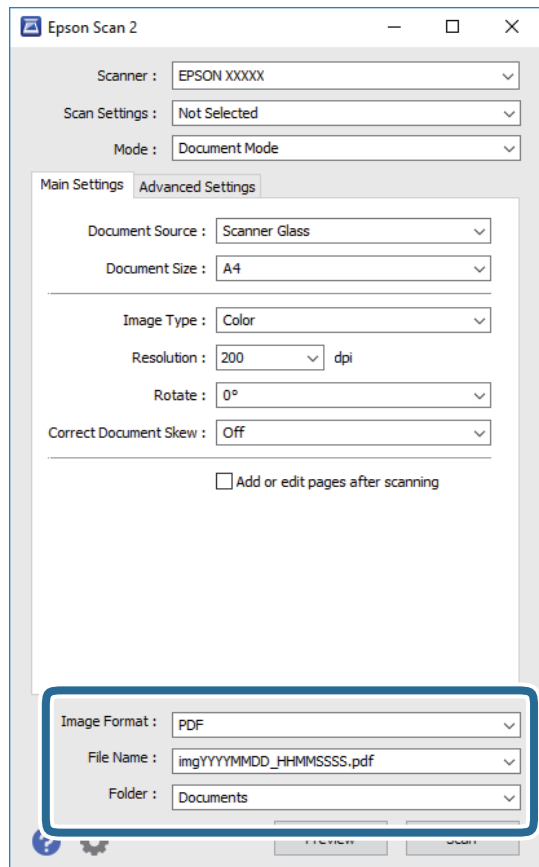 Epson Scan 2
Scanner : EPSON XXXXX
Scan Settings : Not Selected
Mode : Document Mode
Main Settings Advanced Settings
Document Source : Scanner Glass
Document Size : A4
Image Type : Color
Resolution : 200 dpi
Rotate : 0°
Correct Document Skew : Off
Add or edit pages after scanning
Image Format : PDF
File Name : imgYYYYMMDD_HHMMSSSS.pdf
Folder : Documents
? Preview Scan